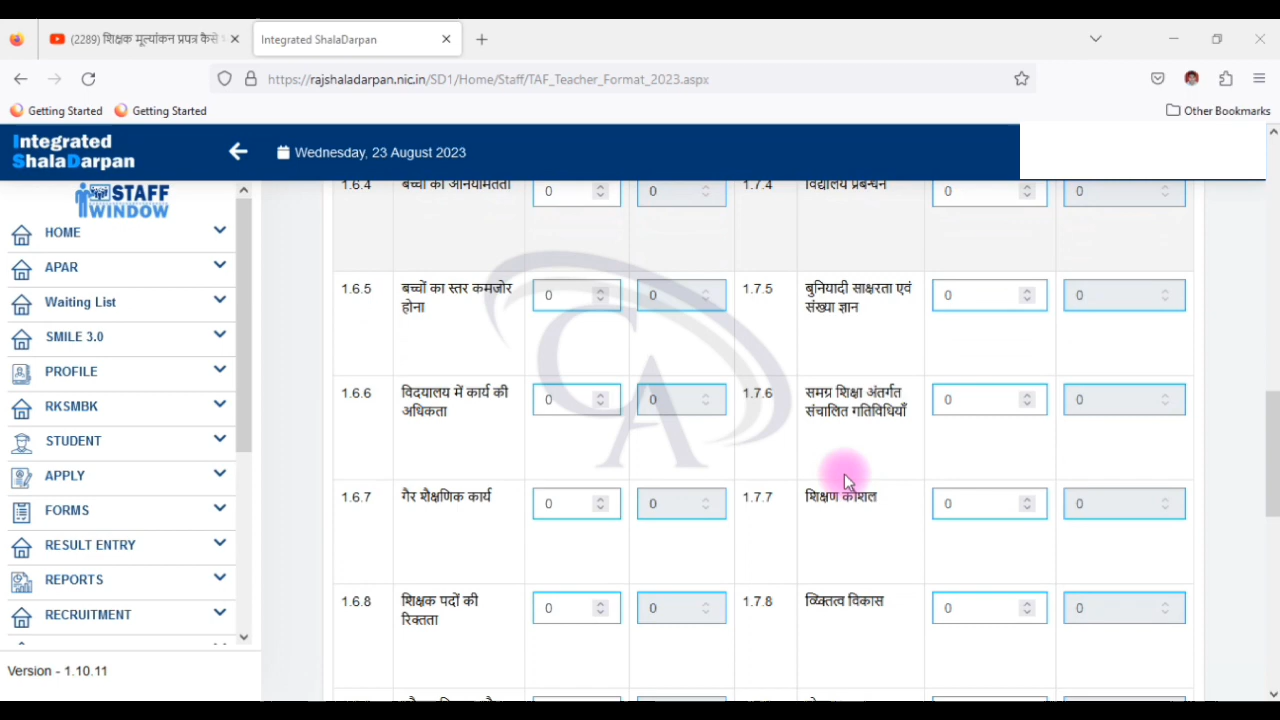 (2289) शिक्षक मूल्यांकन प्रपत्र कैसे
Integrated ShalaDarpan
https://rajshaladarpan.nic.in/SD1/Home/Staff/TAF_Teacher_Format_2023.aspx
Getting Started
Getting Started
Other Bookmarks
Integrated
ShalaDarpan
Wednesday, 23 August 2023
STAFF
WINDOW
HOME
APAR
Waiting List
SMILE 3.0
PROFILE
RKSMBK
STUDENT
APPLY
FORMS
RESULT ENTRY
REPORTS
RECRUITMENT
Version - 1.10.11
1.6.4 बच्चों की अनियमितता 0 0 1.7.4 विद्यालय प्रबन्धन 0 0
1.6.5 बच्चों का स्तर कमजोर 0 0 1.7.5 बुनियादी साक्षरता एवं 0 0
होना संख्या ज्ञान
1.6.6 विदयालय में कार्य की 0 0 1.7.6 समग्र शिक्षा अंतर्गत 0 0
अधिकता संचालित गतिविधियाँ
1.6.7 गैर शैक्षणिक कार्य 0 0 1.7.7 शिक्षण कौशल 0 0
1.6.8 शिक्षक पदों की 0 0 1.7.8 व्यक्तित्व विकास 0 0
रिक्तता
CA